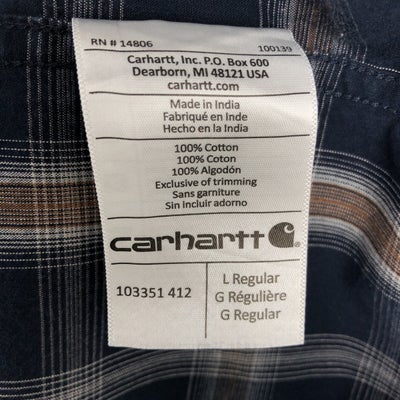 RN # 14806 100139
Carhartt, Inc. P.O. Box 600
Dearborn, MI 48121 USA
carhartt.com
Made in India
Fabriqué en Inde
Hecho en la India
100% Cotton
100% Coton
100% Algodón
Exclusive of trimming
Sans garniture
Sin incluir adorno
carhartt
103351 412
L Regular
G Régulière
G Regular